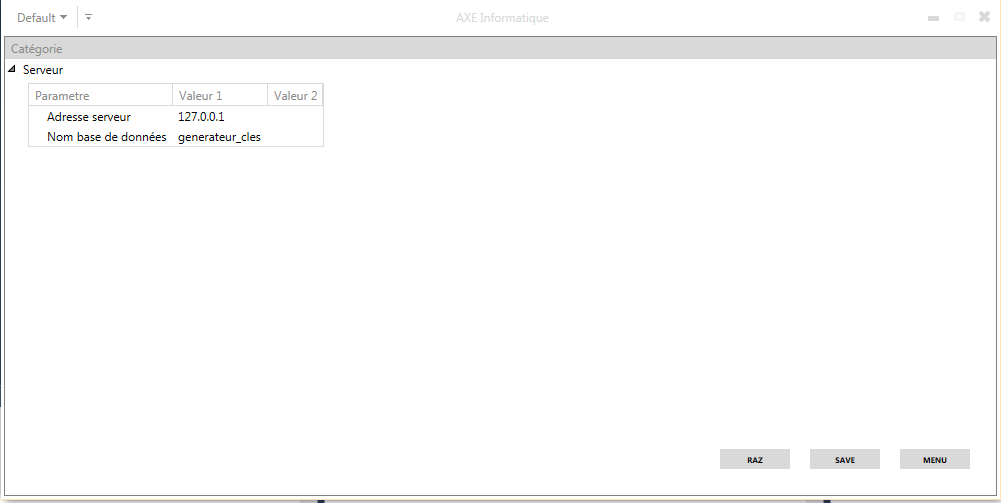 Default AXE Informatique
Catégorie
Serveur
Parametre Valeur 1 Valeur 2
Adresse serveur 127.0.0.1
Nom base de données generateur_cles
RAZ SAVE MENU